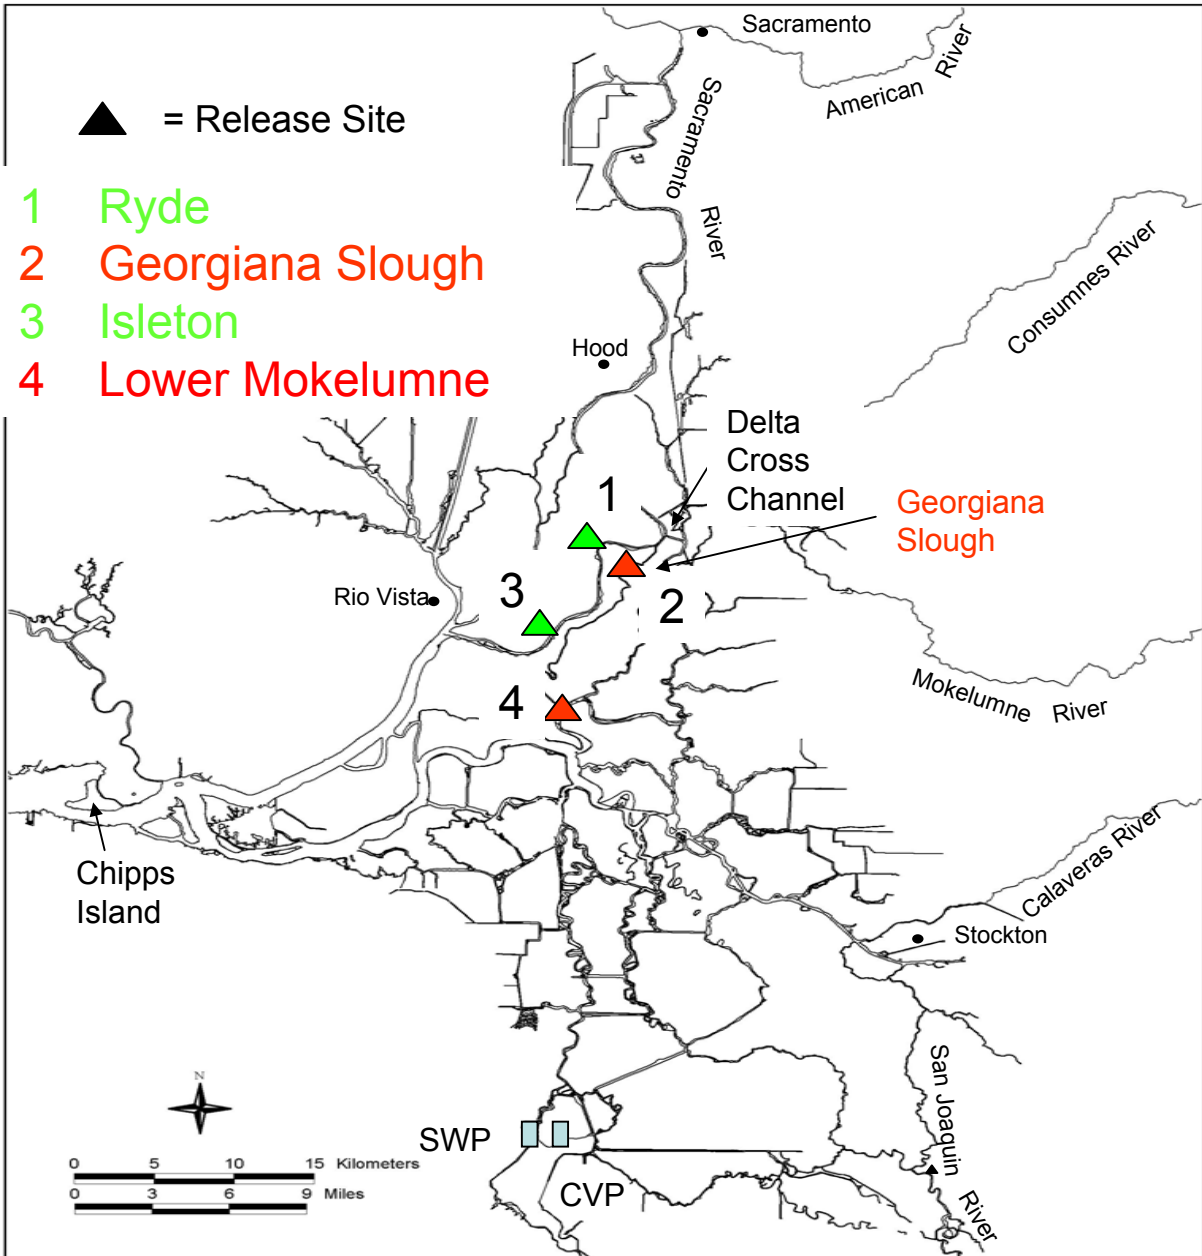 Sacramento
American River
= Release Site
Sacramento River
1 Ryde
2 Georgiana Slough
3 Isleton
4 Lower Mokelumne
Consumnes River
Hood
Delta
Cross
Channel
1
Georgiana
Slough
Rio Vista
3
2
Mokelumne River
4
Chipps
Island
Calaveras River
Stockton
San Joaquin River
N
SWP
CVP
0 5 10 15 Kilometers
0 3 6 9 Miles